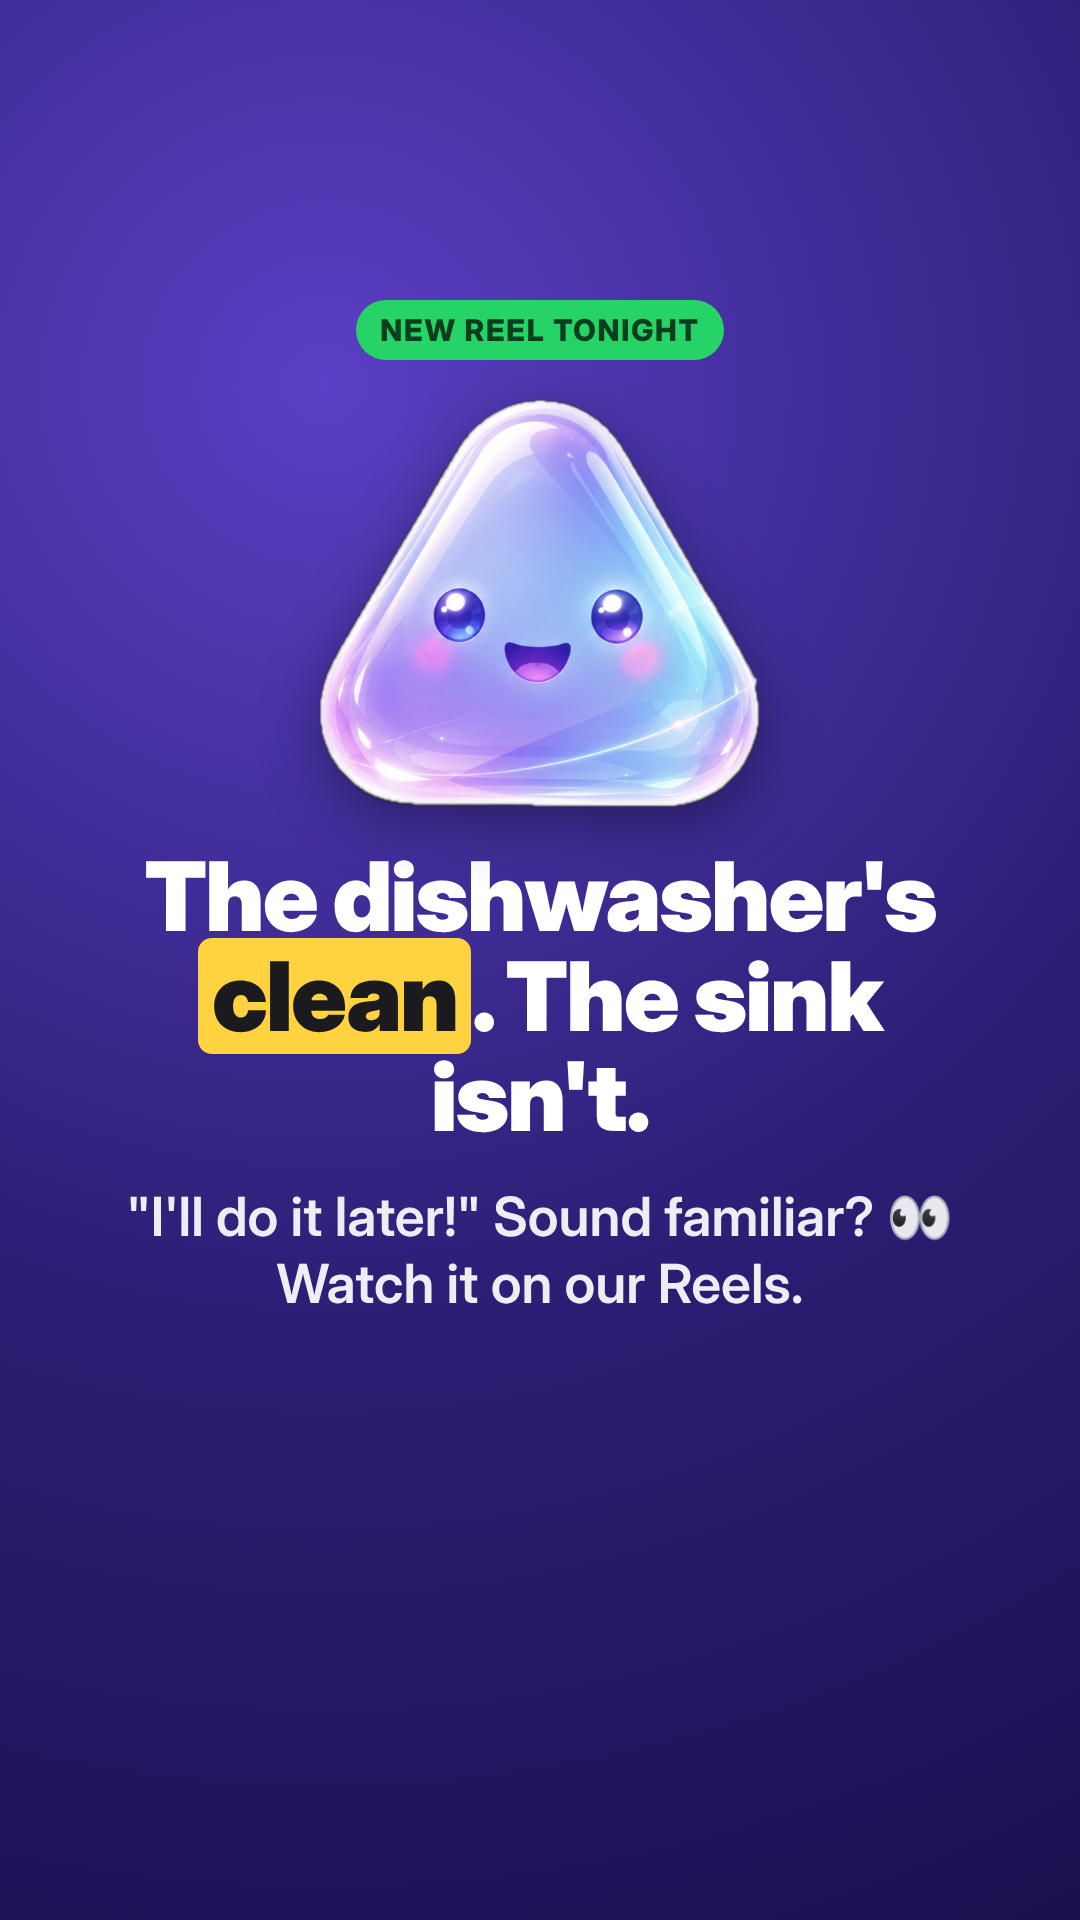 NEW REEL TONIGHT
The dishwasher's
clean. The sink
isn't.
"I'll do it later!" Sound familiar? 👀
Watch it on our Reels.